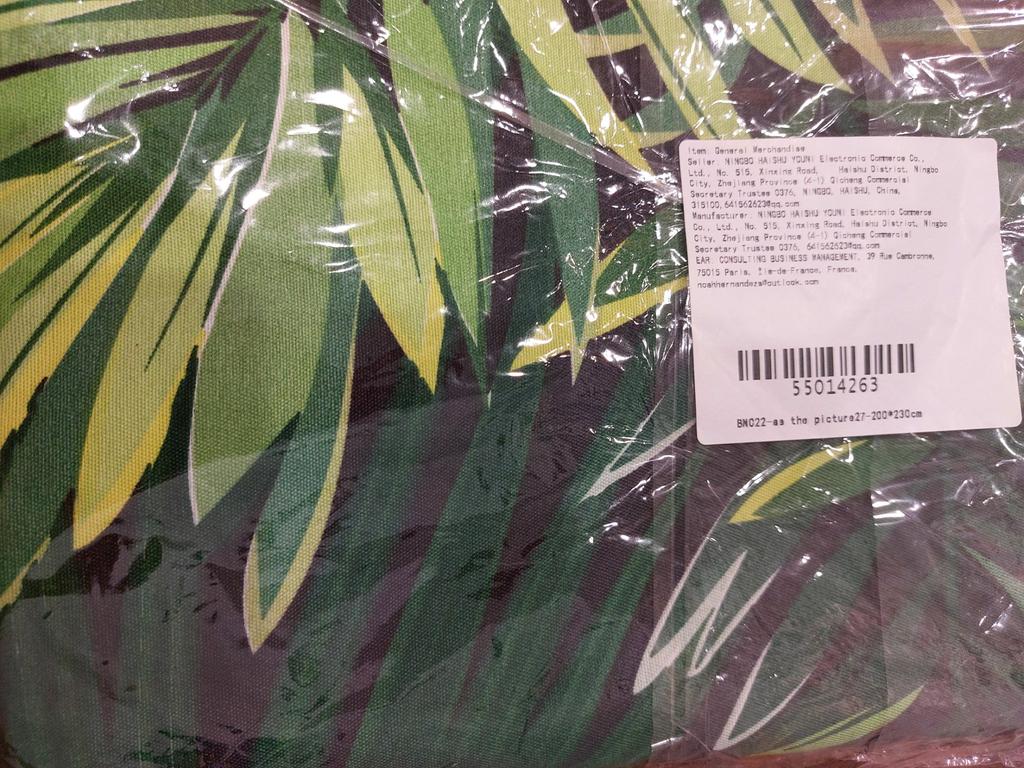 Item: General Merchandise
Seller: NINGBO HAISHU YOUNI Electronic Commerce Co.,
Ltd., No. 515, Xinxing Road, Haishu District, Ningbo
City, Zhejiang Province (4-1) Qicheng Commercial
Secretary Trustee 0376, NINGBO, HAISHU, China,
315100,641562623@qq.com
Manufacturer: NINGBO HAISHU YOUNI Electronic Commerce
Co., Ltd., No. 515, Xinxing Road, Haishu District, Ningbo
City, Zhejiang Province (4-1) Qicheng Commercial
Secretary Trustee 0376, 641562623@qq.com
EAR: CONSULTING BUSINESS MANAGEMENT, 39 Rue Cambronne,
75015 Paris, Île-de-France, France,
noahhernandezs@outlook.com
55014263
BN022-as the picture27-200*230cm